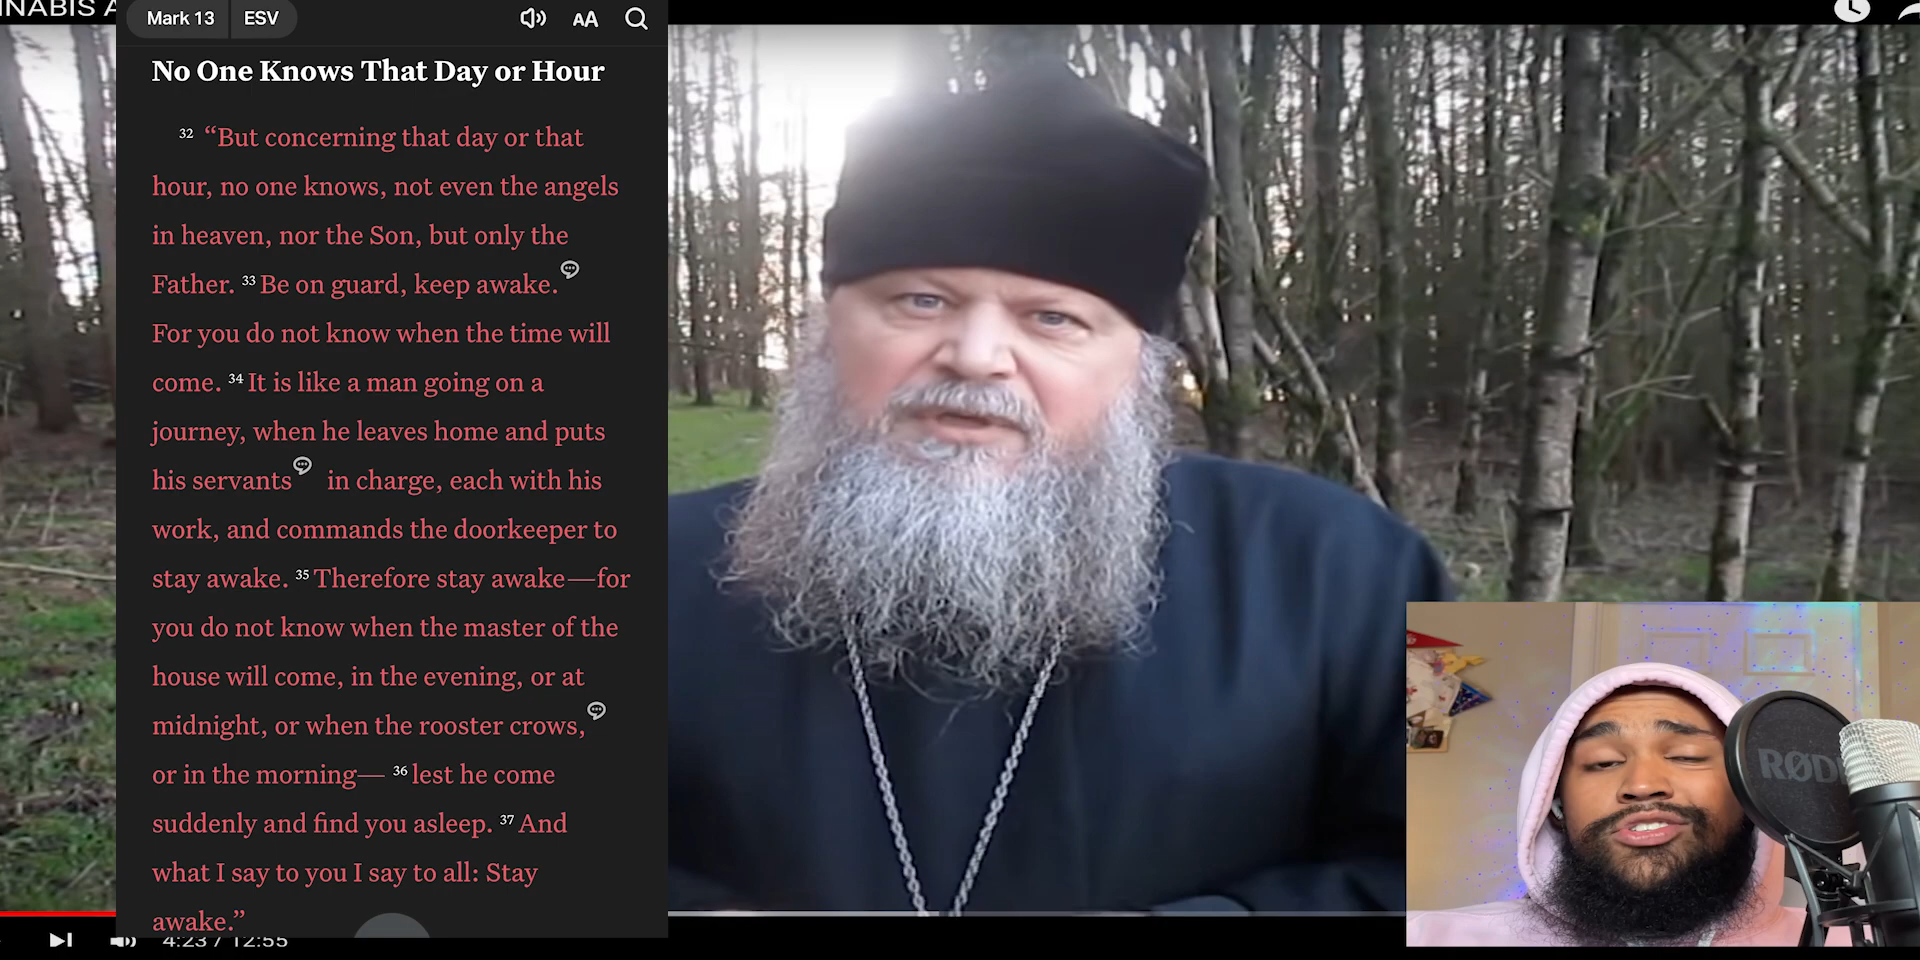 NNABIS A
Mark 13 ESV AA
No One Knows That Day or Hour
32 “But concerning that day or that
hour, no one knows, not even the angels
in heaven, nor the Son, but only the
Father. 33 Be on guard, keep awake.
For you do not know when the time will
come. 34 It is like a man going on a
journey, when he leaves home and puts
his servants in charge, each with his
work, and commands the doorkeeper to
stay awake. 35 Therefore stay awake—for
you do not know when the master of the
house will come, in the evening, or at
midnight, or when the rooster crows,
or in the morning— 36 lest he come
suddenly and find you asleep. 37 And
what I say to you I say to all: Stay
awake.”
4:23 / 12:55
RØDE